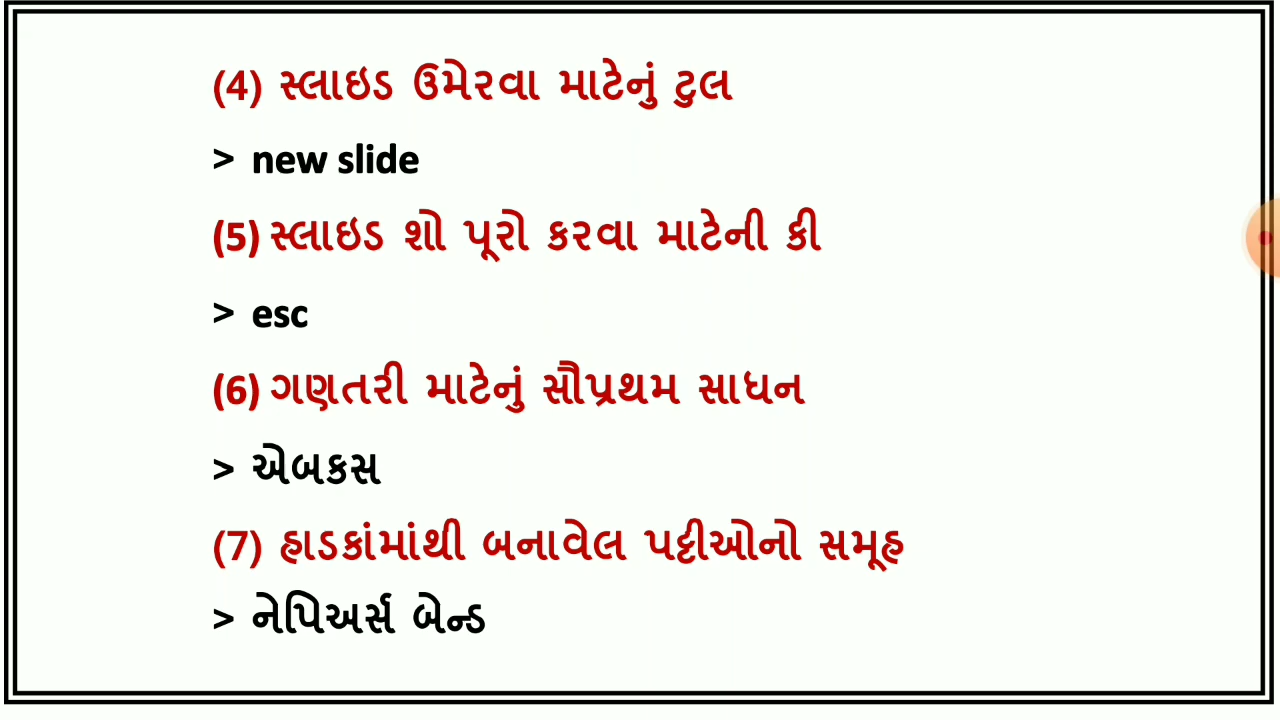 (4) સ્લાઇડ ઉમેરવા માટેનું ટુલ
> new slide
(5) સ્લાઇડ શો પૂરો કરવા માટેની કી
> esc
(6) ગણતરી માટેનું સૌપ્રથમ સાધન
> એબકસ
(7) હાડકાંમાંથી બનાવેલ પટ્ટીઓનો સમૂહ
> નેપિઅર્સ બેન્ડ